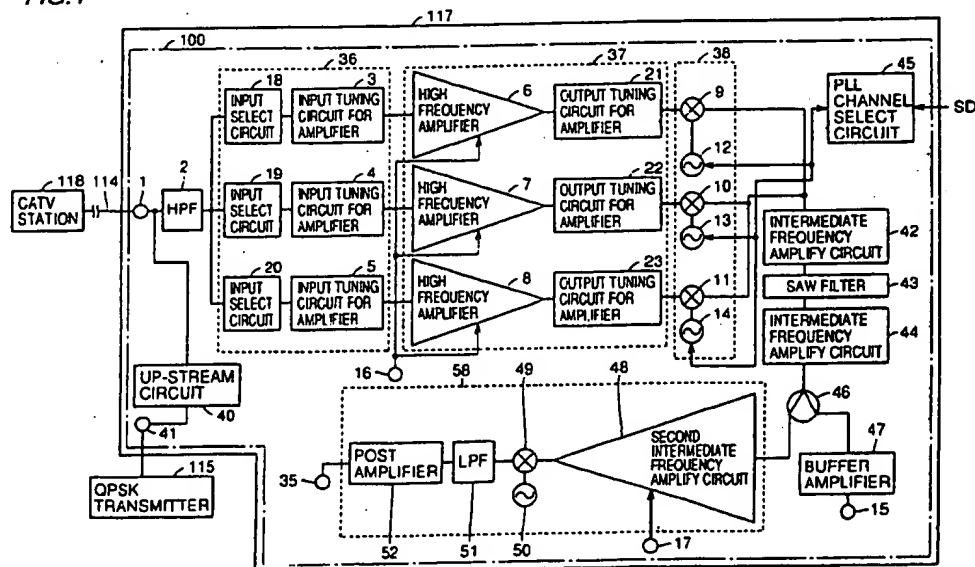 FIG. 1
117
100
36
37
38
45
18
3
6
21
9
INPUT SELECT CIRCUIT
INPUT TUNING CIRCUIT FOR AMPLIFIER
HIGH FREQUENCY AMPLIFIER
OUTPUT TUNING CIRCUIT FOR AMPLIFIER
PLL CHANNEL SELECT CIRCUIT
SD
12
118
114
1
2
CATV STATION
HPF
19
4
7
22
10
INPUT SELECT CIRCUIT
INPUT TUNING CIRCUIT FOR AMPLIFIER
HIGH FREQUENCY AMPLIFIER
OUTPUT TUNING CIRCUIT FOR AMPLIFIER
13
INTERMEDIATE FREQUENCY AMPLIFY CIRCUIT
42
20
5
8
23
11
INPUT SELECT CIRCUIT
INPUT TUNING CIRCUIT FOR AMPLIFIER
HIGH FREQUENCY AMPLIFIER
OUTPUT TUNING CIRCUIT FOR AMPLIFIER
14
SAW FILTER
43
INTERMEDIATE FREQUENCY AMPLIFY CIRCUIT
44
16
58
49
48
46
UP-STREAM CIRCUIT
40
41
115
QPSK TRANSMITTER
35
POST AMPLIFIER
LPF
SECOND INTERMEDIATE FREQUENCY AMPLIFY CIRCUIT
47
BUFFER AMPLIFIER
15
52
51
50
17